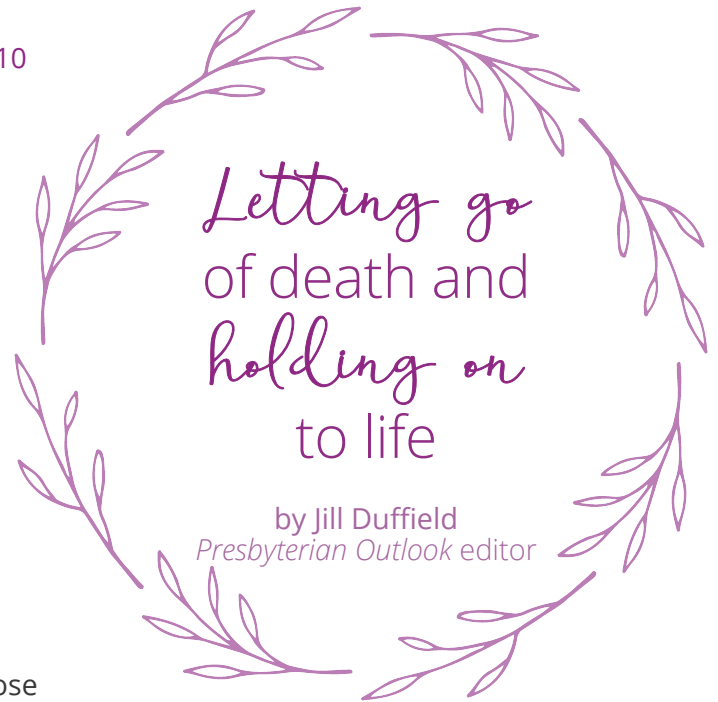 10
Letting go
of death and
holding on
to life
by Jill Duffield
Presbyterian Outlook editor
ose